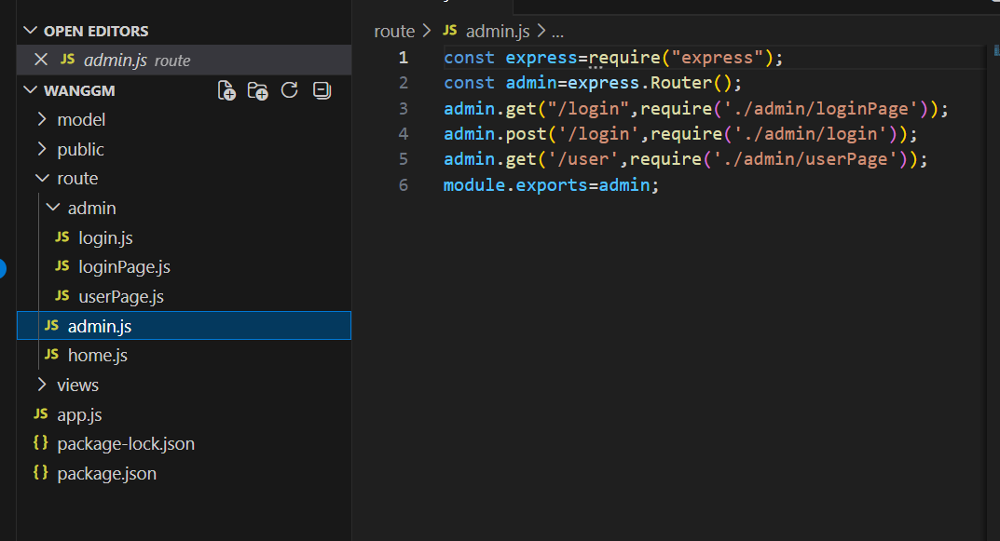 OPEN EDITORS
JS admin.js route
WANGGM
model
public
route
admin
JS login.js
JS loginPage.js
JS userPage.js
JS admin.js
JS home.js
views
JS app.js
{} package-lock.json
{} package.json
route > JS admin.js > ...
1 const express=require("express");
2 const admin=express.Router();
3 admin.get("/login",require('./admin/loginPage'));
4 admin.post('/login',require('./admin/login'));
5 admin.get('/user',require('./admin/userPage'));
6 module.exports=admin;